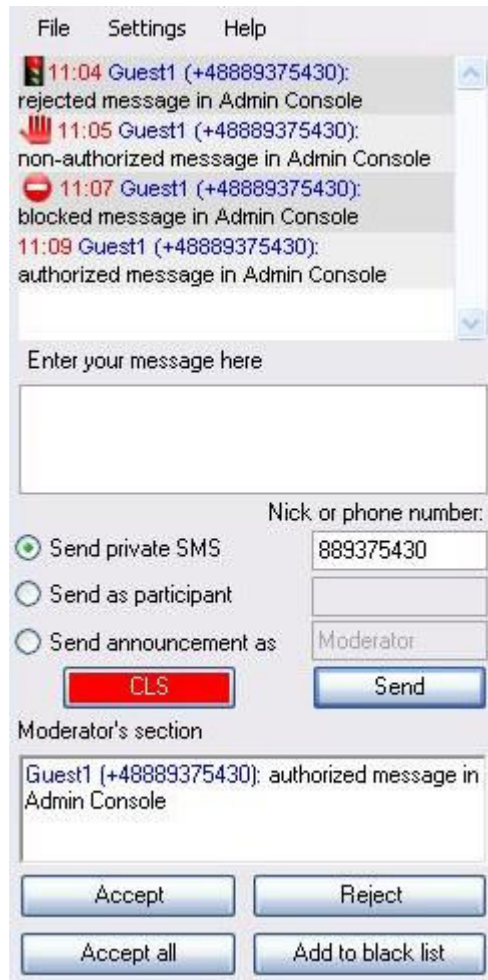 File Settings Help
11:04 Guest1 (+48889375430):
rejected message in Admin Console
11:05 Guest1 (+48889375430):
non-authorized message in Admin Console
11:07 Guest1 (+48889375430):
blocked message in Admin Console
11:09 Guest1 (+48889375430):
authorized message in Admin Console
Enter your message here
Nick or phone number:
Send private SMS 889375430
Send as participant
Send announcement as Moderator
CLS Send
Moderator's section
Guest1 (+48889375430): authorized message in
Admin Console
Accept Reject
Accept all Add to black list